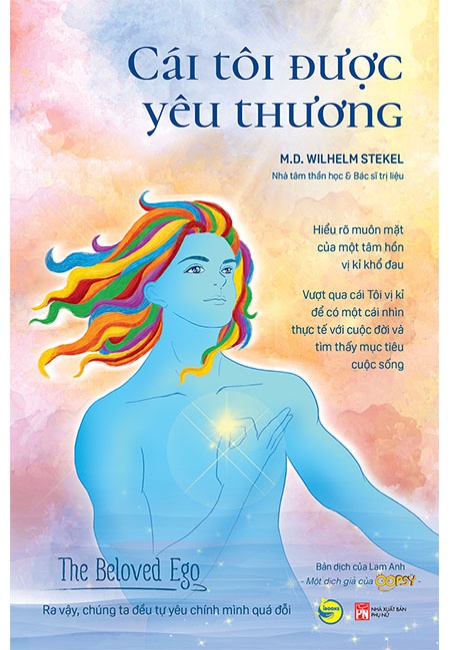 CÁI TÔI ĐƯỢC
YÊU THƯƠNG
M.D. WILHELM STEKEL
Nhà tâm thần học & Bác sĩ trị liệu
Hiểu rõ muôn mặt
của một tâm hồn
vị kỉ khổ đau
Vượt qua cái Tôi vị kỉ
để có một cái nhìn
thực tế với cuộc đời và
tìm thấy mục tiêu
cuộc sống
The Beloved Ego
Ra vậy, chúng ta đều tự yêu chính mình quá đỗi
Bản dịch của Lam Anh
- Một dịch giả của OOPSY -
IBOOKS
PN
NHÀ XUẤT BẢN
PHỤ NỮ